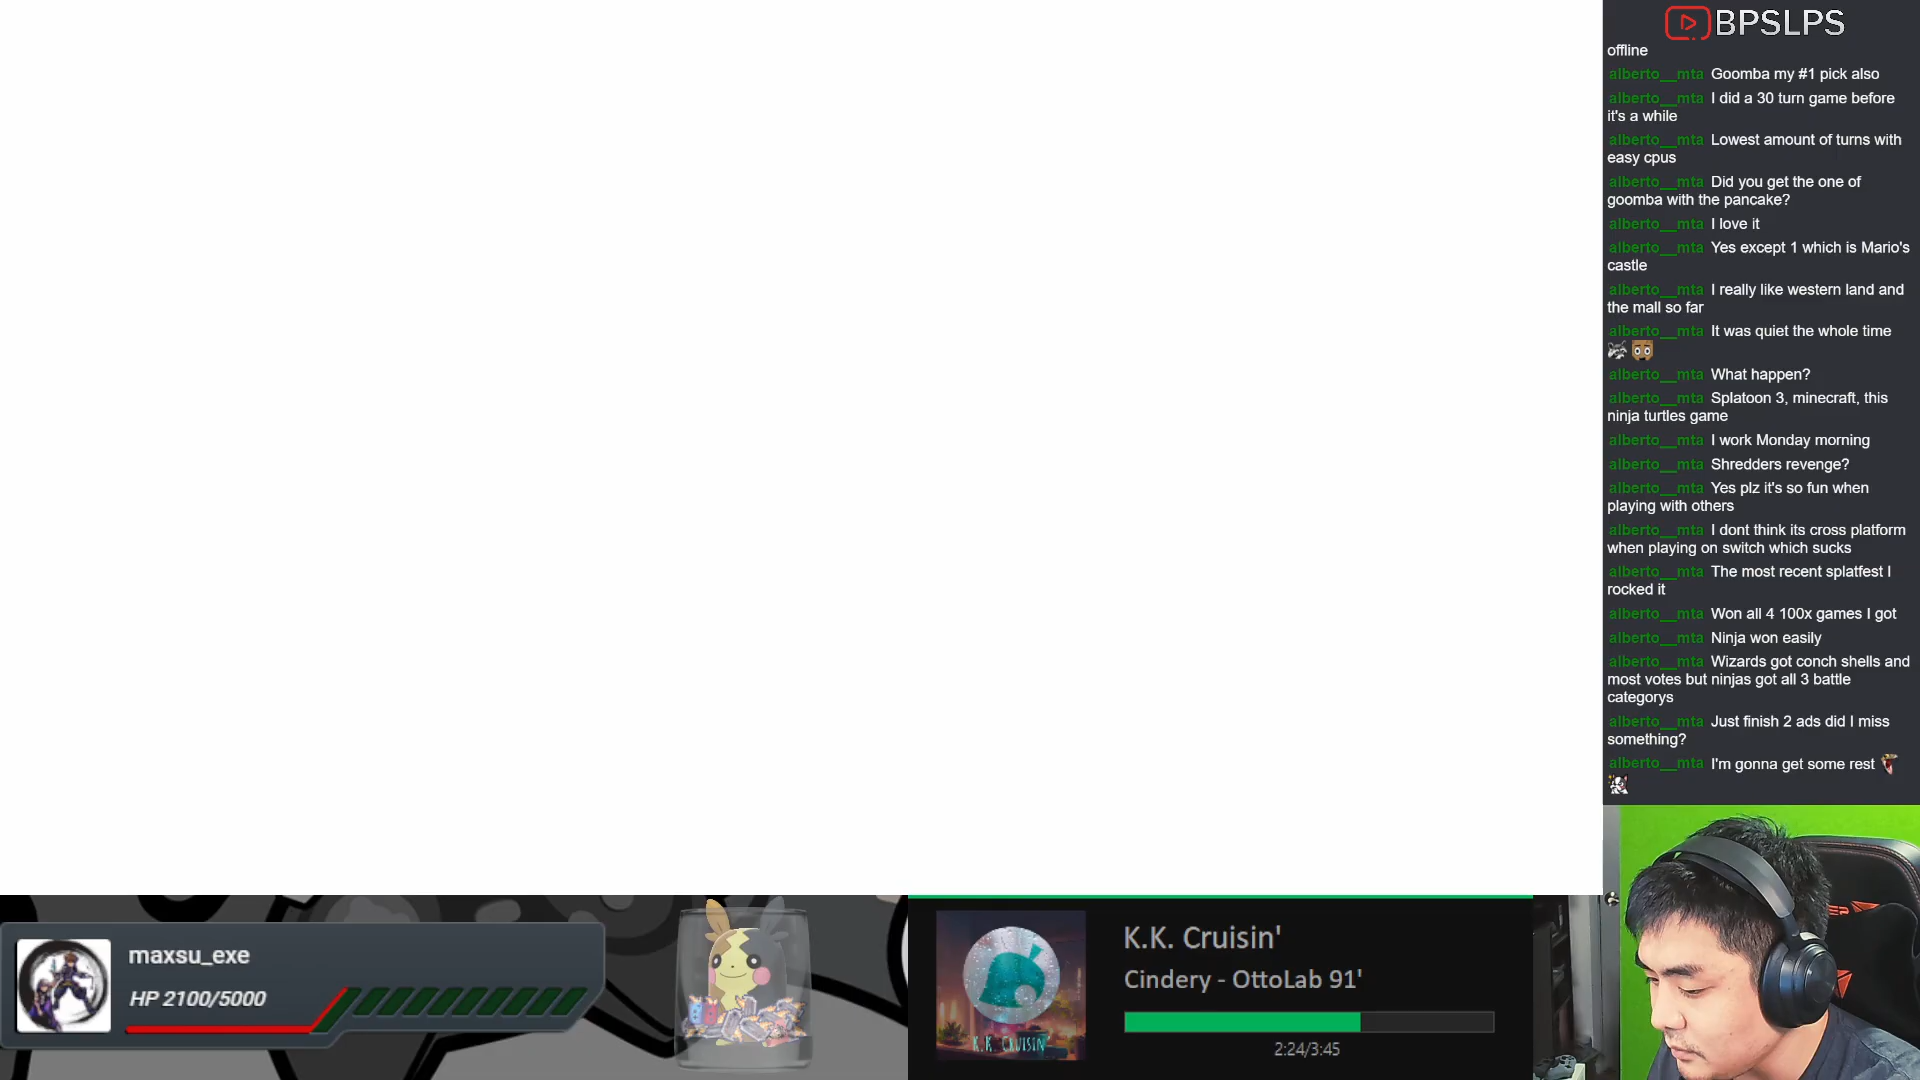 BPSLPS
offline
alberto__mta Goomba my #1 pick also
alberto__mta I did a 30 turn game before
it's a while
alberto__mta Lowest amount of turns with
easy cpus
alberto__mta Did you get the one of
goomba with the pancake?
alberto__mta I love it
alberto__mta Yes except 1 which is Mario's
castle
alberto__mta I really like western land and
the mall so far
alberto__mta It was quiet the whole time
alberto__mta What happen?
alberto__mta Splatoon 3, minecraft, this
ninja turtles game
alberto__mta I work Monday morning
alberto__mta Shredders revenge?
alberto__mta Yes plz it's so fun when
playing with others
alberto__mta I dont think its cross platform
when playing on switch which sucks
alberto__mta The most recent splatfest I
rocked it
alberto__mta Won all 4 100x games I got
alberto__mta Ninja won easily
alberto__mta Wizards got conch shells and
most votes but ninjas got all 3 battle
categorys
alberto__mta Just finish 2 ads did I miss
something?
alberto__mta I'm gonna get some rest
maxsu_exe
HP 2100/5000
K.K. CRUISIN'
K.K. Cruisin'
Cindery - OttoLab 91'
2:24/3:45